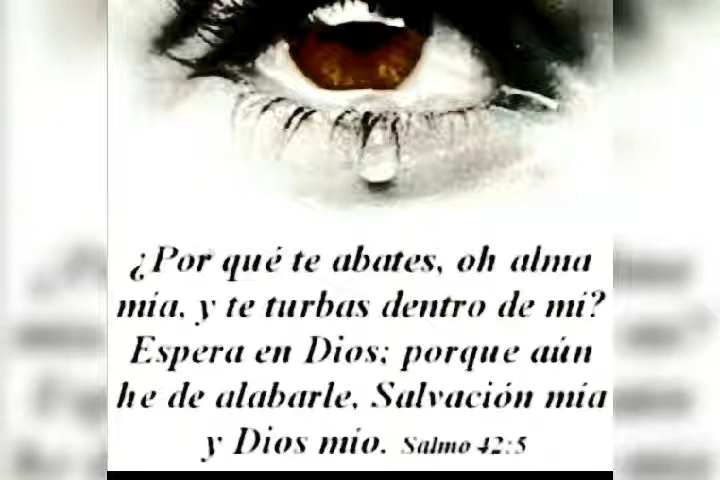 ¿Por qué te abates, oh alma
mía, y te turbas dentro de mí?
Espera en Dios; porque aún
he de alabarle, Salvación mía
y Dios mío. Salmo 42:5